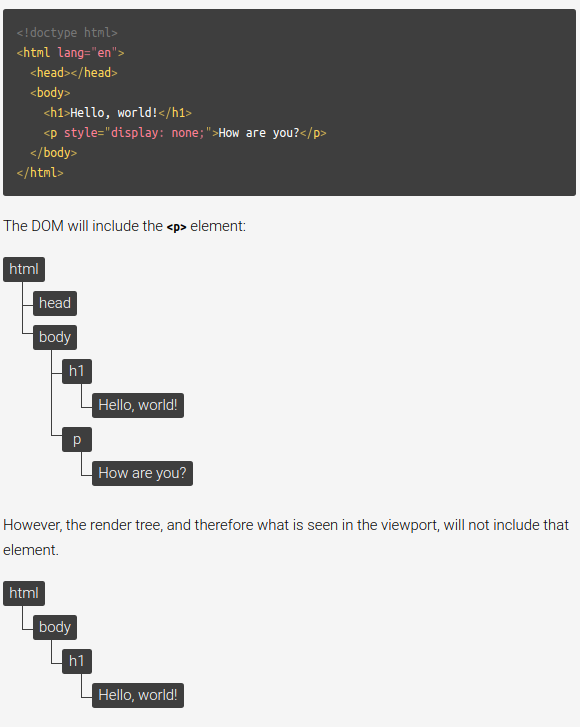 <!doctype html>
<html lang="en">
<head></head>
<body>
<h1>Hello, world!</h1>
<p style="display: none;">How are you?</p>
</body>
</html>
The DOM will include the <p> element:
html
head
body
h1
Hello, world!
p
How are you?
However, the render tree, and therefore what is seen in the viewport, will not include that
element.
html
body
h1
Hello, world!